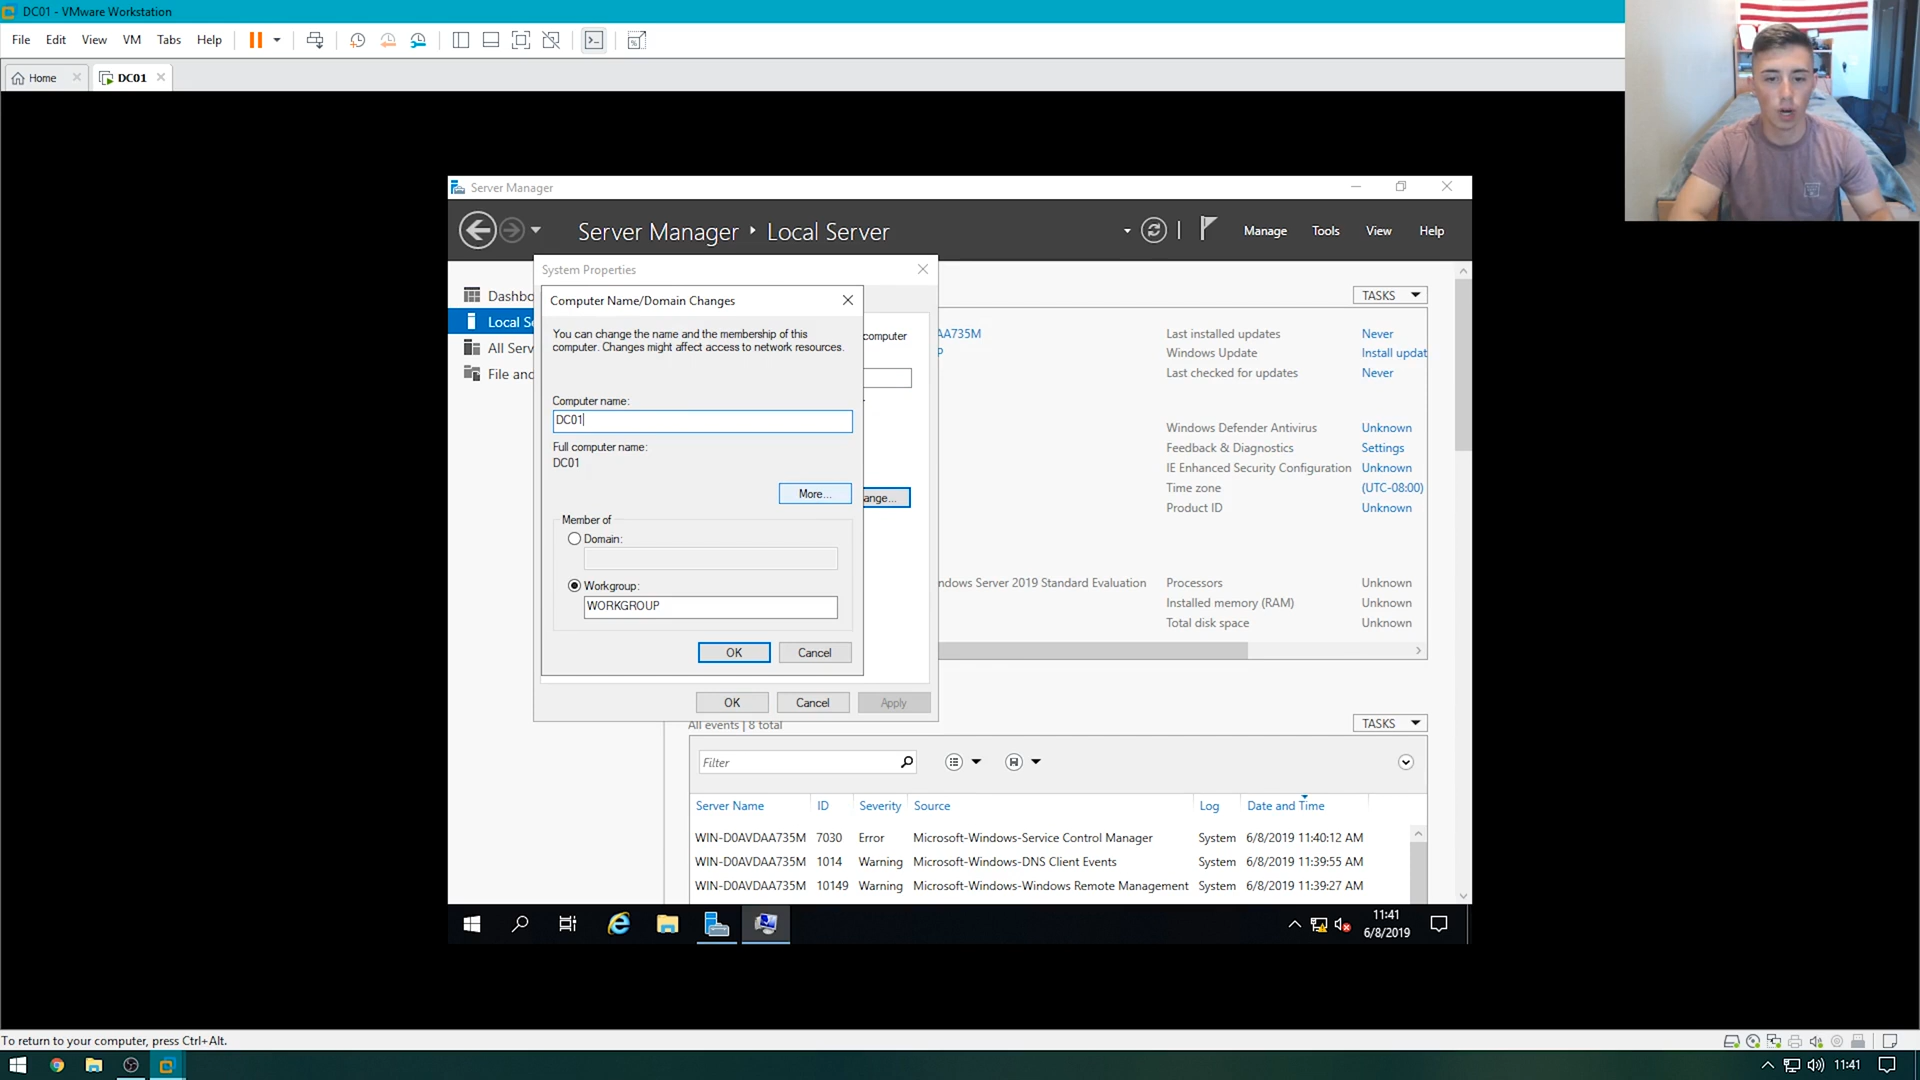 DC01 - VMware Workstation
File Edit View VM Tabs Help
Home DC01
Server Manager
Server Manager Local Server
Manage Tools View Help
System Properties
Dashbo
Local Se
All Serv
File and
Computer Name/Domain Changes
You can change the name and the membership of this
computer. Changes might affect access to network resources.
computer
Computer name:
DC01
Full computer name:
DC01
More...
ange...
Member of
Domain:
Workgroup:
WORKGROUP
OK Cancel
OK Cancel Apply
TASKS
AA735M
Last installed updates Never
Windows Update Install updat
Last checked for updates Never
Windows Defender Antivirus Unknown
Feedback & Diagnostics Settings
IE Enhanced Security Configuration Unknown
Time zone (UTC-08:00)
Product ID Unknown
ndows Server 2019 Standard Evaluation Processors Unknown
Installed memory (RAM) Unknown
Total disk space Unknown
All events | 8 total
TASKS
Filter
Server Name ID Severity Source Log Date and Time
WIN-D0AVDAA735M 7030 Error Microsoft-Windows-Service Control Manager System 6/8/2019 11:40:12 AM
WIN-D0AVDAA735M 1014 Warning Microsoft-Windows-DNS Client Events System 6/8/2019 11:39:55 AM
WIN-D0AVDAA735M 10149 Warning Microsoft-Windows-Windows Remote Management System 6/8/2019 11:39:27 AM
11:41
6/8/2019
To return to your computer, press Ctrl+Alt.
11:41